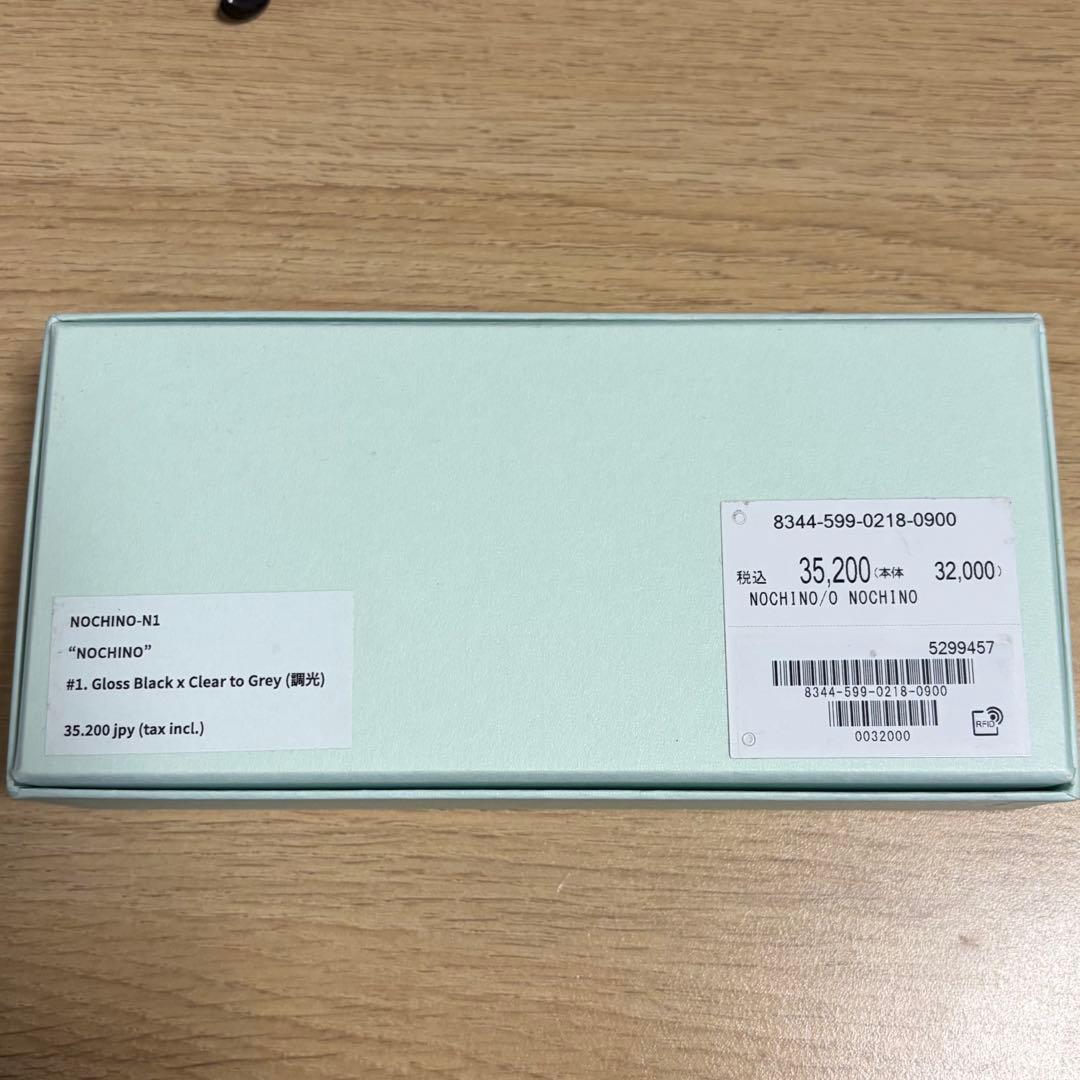 NOCHINO-N1
“NOCHINO”
#1. Gloss Black x Clear to Grey (調光)
35.200 jpy (tax incl.)
8344-599-0218-0900
税込 35,200(本体 32,000)
NOCHINO/O NOCHINO
5299457
8344-599-0218-0900
0032000
RFID